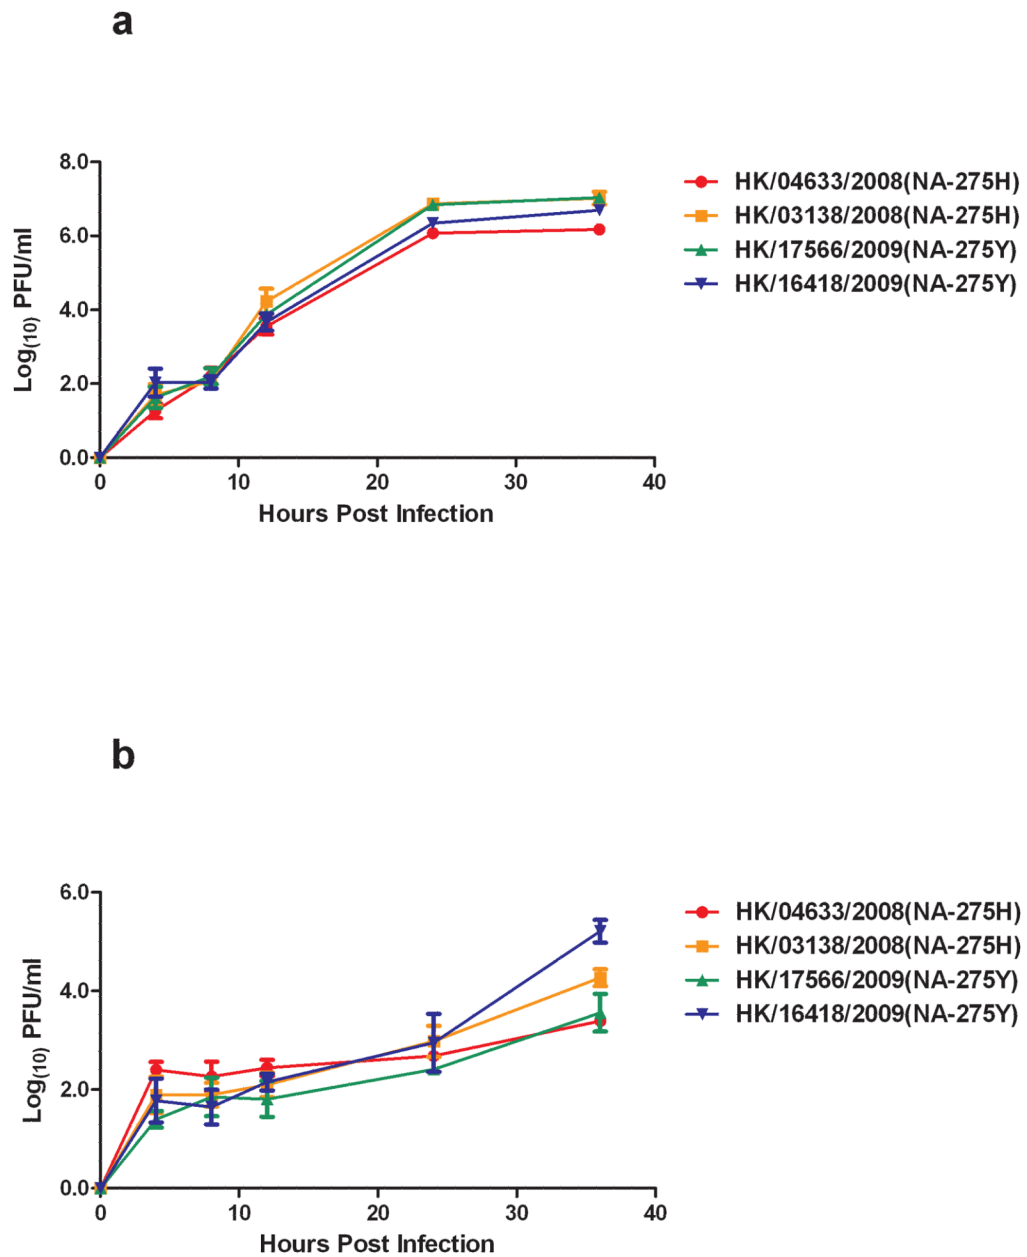 a
8.0
6.0
4.0
2.0
0.0
Log(10) PFU/ml
0 10 20 30 40
Hours Post Infection
HK/04633/2008(NA-275H)
HK/03138/2008(NA-275H)
HK/17566/2009(NA-275Y)
HK/16418/2009(NA-275Y)
b
6.0
4.0
2.0
0.0
Log(10) PFU/ml
0 10 20 30 40
Hours Post Infection
HK/04633/2008(NA-275H)
HK/03138/2008(NA-275H)
HK/17566/2009(NA-275Y)
HK/16418/2009(NA-275Y)